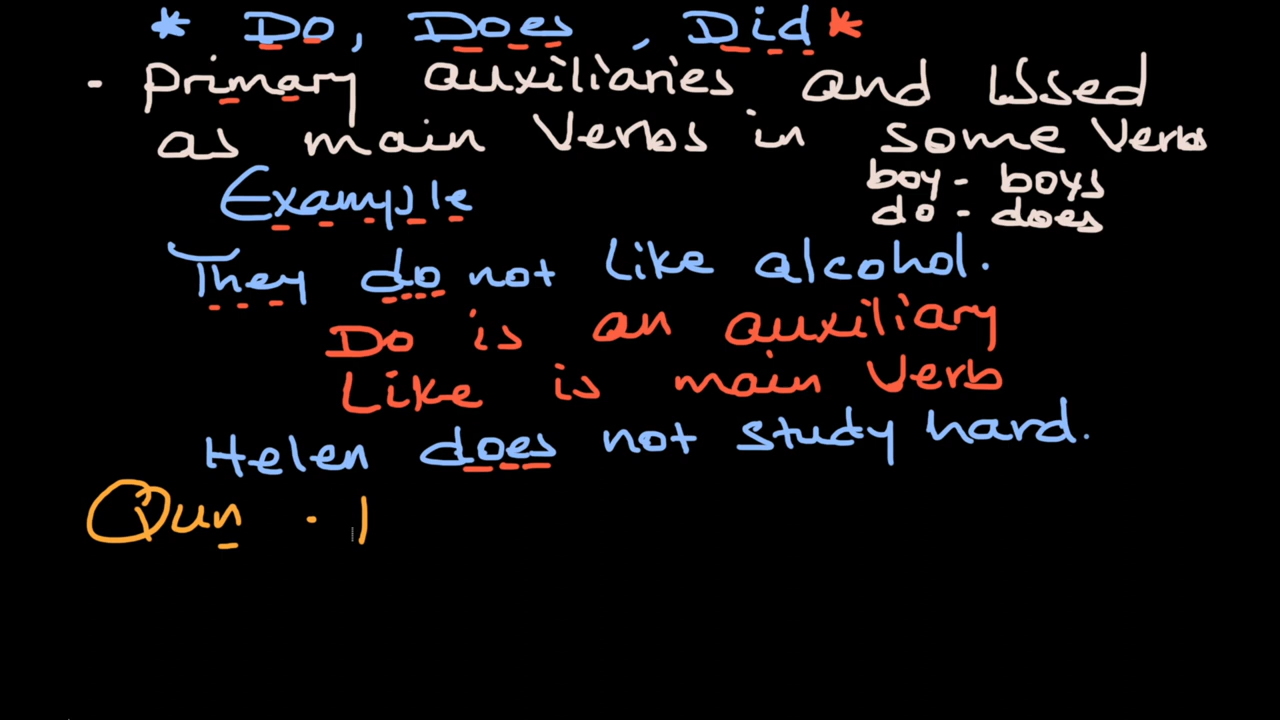 * Do, Does, Did *
- Primary auxiliaries and Used
as main Verbs in some Verbs
boy - boys
do - does
Example
They do not like alcohol.
Do is an auxiliary
Like is main Verb
Helen does not study hard.
Qun . 1